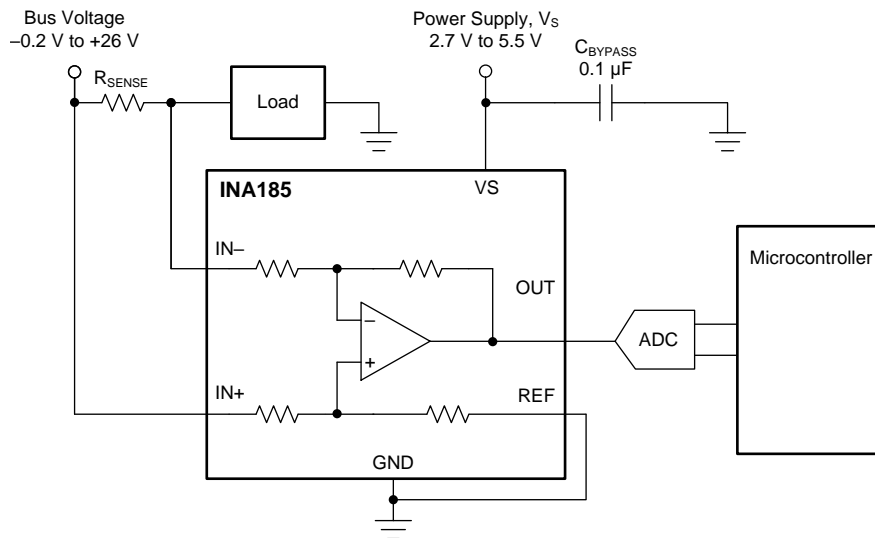 Bus Voltage
–0.2 V to +26 V
RSENSE
Load
Power Supply, VS
2.7 V to 5.5 V
CBYPASS
0.1 µF
INA185
VS
IN–
OUT
–
+
IN+
REF
GND
ADC
Microcontroller